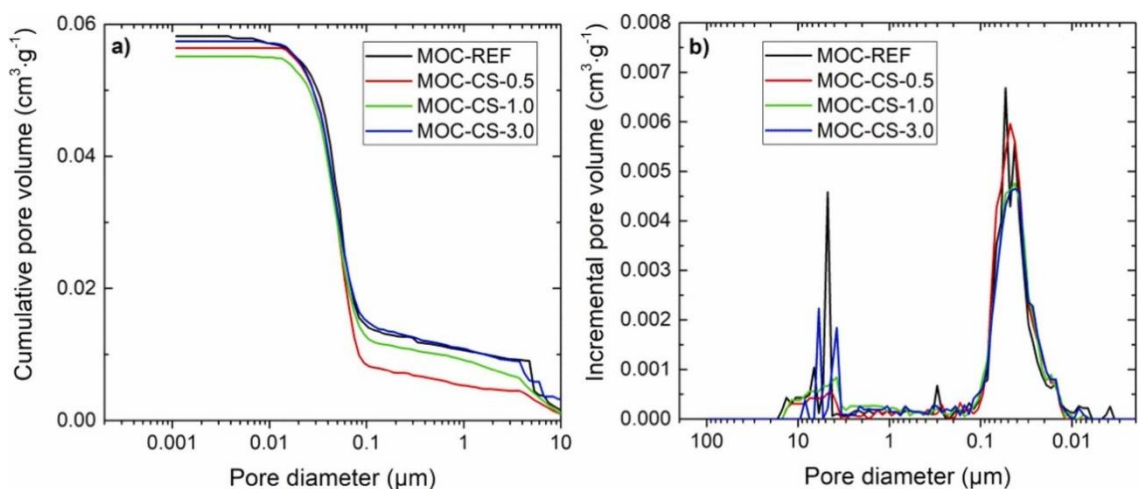 a)
MOC-REF
MOC-CS-0.5
MOC-CS-1.0
MOC-CS-3.0
Cumulative pore volume (cm³·g⁻¹)
0.06
0.04
0.02
0.00
0.001 0.01 0.1 1 10
Pore diameter (µm)
b)
MOC-REF
MOC-CS-0.5
MOC-CS-1.0
MOC-CS-3.0
Incremental pore volume (cm³·g⁻¹)
0.008
0.007
0.006
0.005
0.004
0.003
0.002
0.001
0.000
100 10 1 0.1 0.01
Pore diameter (µm)